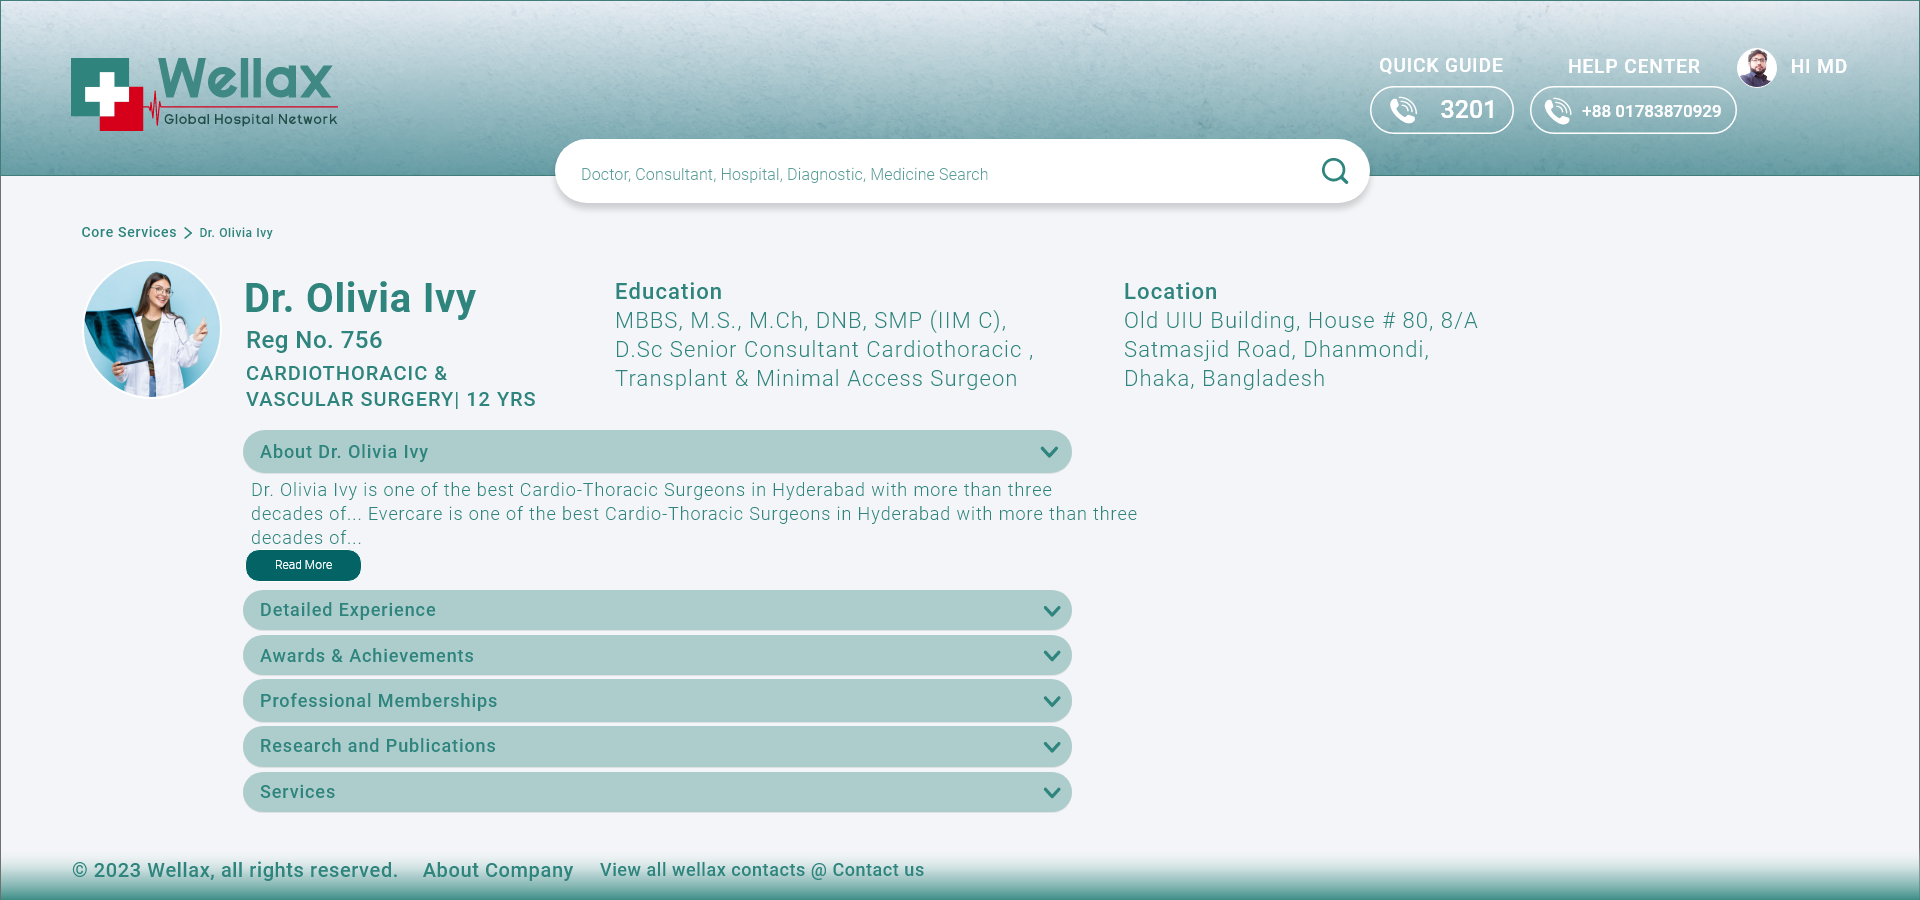 Wellax
Global Hospital Network
QUICK GUIDE
HELP CENTER
HI MD
3201
+88 01783870929
Doctor, Consultant, Hospital, Diagnostic, Medicine Search
Core Services
Dr. Olivia Ivy
Dr. Olivia Ivy
Reg No. 756
CARDIOTHORACIC &
VASCULAR SURGERY| 12 YRS
Education
MBBS, M.S., M.Ch, DNB, SMP (IIM C),
D.Sc Senior Consultant Cardiothoracic ,
Transplant & Minimal Access Surgeon
Location
Old UIU Building, House # 80, 8/A
Satmasjid Road, Dhanmondi,
Dhaka, Bangladesh
About Dr. Olivia Ivy
Dr. Olivia Ivy is one of the best Cardio-Thoracic Surgeons in Hyderabad with more than three
decades of... Evercare is one of the best Cardio-Thoracic Surgeons in Hyderabad with more than three
decades of...
Read More
Detailed Experience
Awards & Achievements
Professional Memberships
Research and Publications
Services
© 2023 Wellax, all rights reserved.
About Company
View all wellax contacts @ Contact us